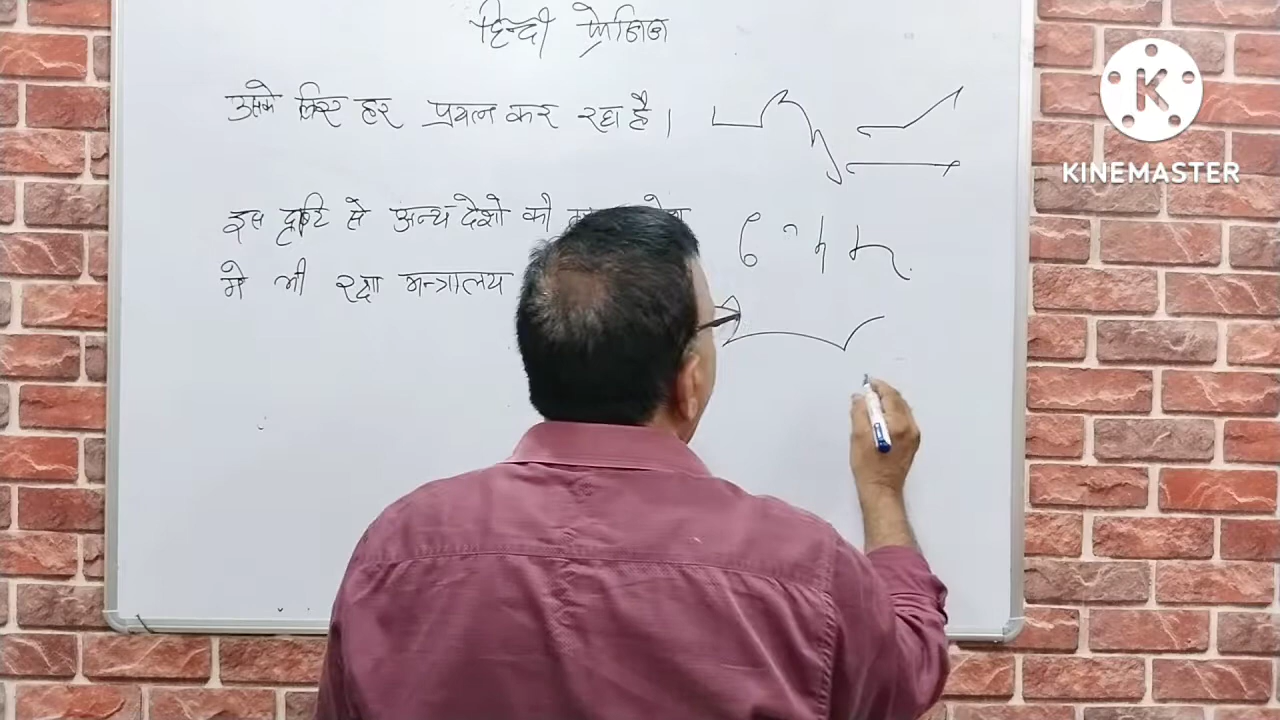 हिन्दी फ्रेजिज
उसके लिए हर प्रयत्न कर रहा है।
इस दृष्टि से अन्य देशो की
मे भी रक्षा मन्त्रालय
K
KINEMASTER